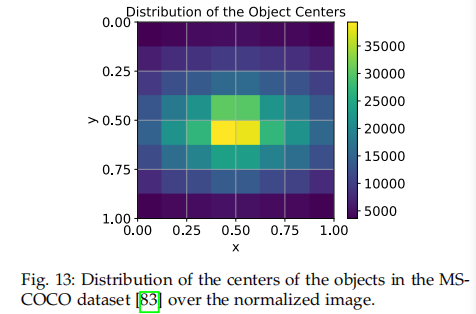 Distribution of the Object Centers
0.00
0.25
0.50
0.75
1.00
y
0.00 0.25 0.50 0.75 1.00
x
35000
30000
25000
20000
15000
10000
5000
Fig. 13: Distribution of the centers of the objects in the MS-
COCO dataset [83] over the normalized image.